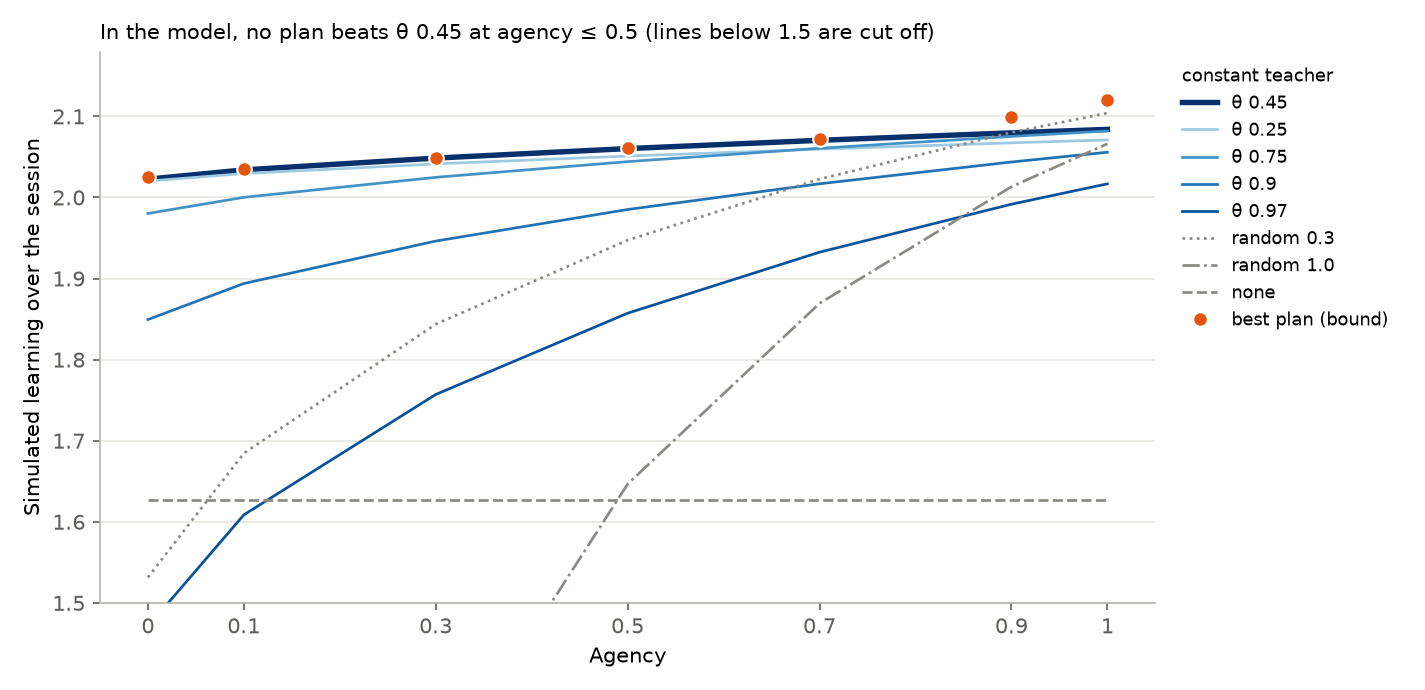 In the model, no plan beats θ 0.45 at agency ≤ 0.5 (lines below 1.5 are cut off)
Simulated learning over the session
2.1
2.0
1.9
1.8
1.7
1.6
1.5
0 0.1 0.3 0.5 0.7 0.9 1
Agency
constant teacher
θ 0.45
θ 0.25
θ 0.75
θ 0.9
θ 0.97
random 0.3
random 1.0
none
best plan (bound)